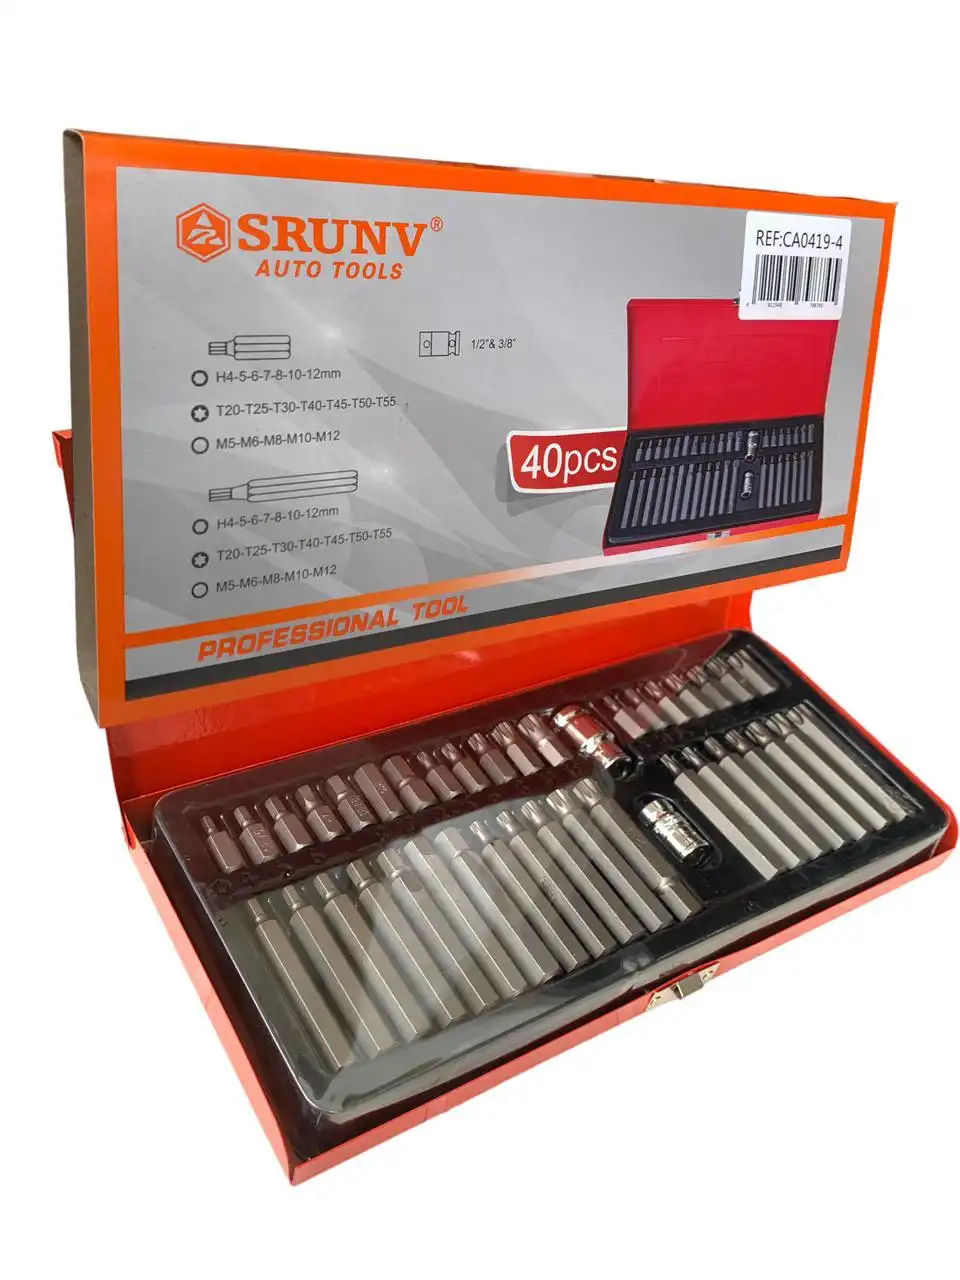 SRUNV®
AUTO TOOLS
REF:CA0419-4
1/2"& 3/8"
H4-5-6-7-8-10-12mm
T20-T25-T30-T40-T45-T50-T55
M5-M6-M8-M10-M12
40pcs
H4-5-6-7-8-10-12mm
T20-T25-T30-T40-T45-T50-T55
M5-M6-M8-M10-M12
PROFESSIONAL TOOL